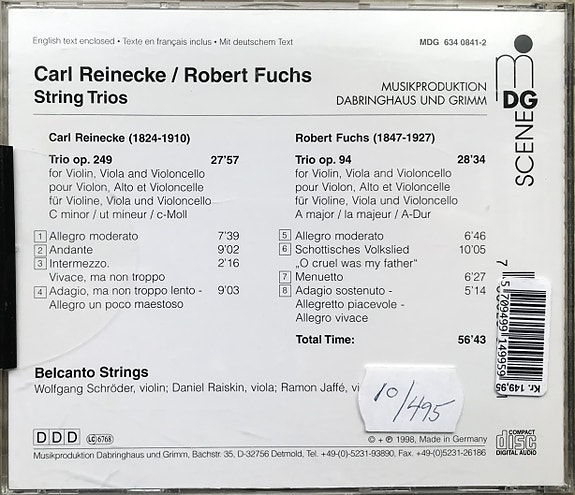 English text enclosed • Texte en français inclus • Mit deutschem Text
MDG 634 0841-2
Carl Reinecke / Robert Fuchs
String Trios
MUSIKPRODUKTION
DABRINGHAUS UND GRIMM
DG
SCENE
Carl Reinecke (1824-1910)
Trio op. 249 27'57
for Violin, Viola and Violoncello
pour Violon, Alto et Violoncelle
für Violine, Viola und Violoncello
C minor / ut mineur / c-Moll
1 Allegro moderato 7'39
2 Andante 9'02
3 Intermezzo. 2'16
Vivace, ma non troppo
4 Adagio, ma non troppo lento - 9'03
Allegro un poco maestoso
Robert Fuchs (1847-1927)
Trio op. 94 28'34
for Violin, Viola and Violoncello
pour Violon, Alto et Violoncelle
für Violine, Viola und Violoncello
A major / la majeur / A-Dur
5 Allegro moderato 6'46
6 Schottisches Volkslied 10'05
„O cruel was my father“
7 Menuetto 6'27
8 Adagio sostenuto - 5'14
Allegretto piacevole -
Allegro vivace
Total Time: 56'43
5 709499 149959
Kr. 149,95
Belcanto Strings
Wolfgang Schröder, violin; Daniel Raiskin, viola; Ramon Jaffé,
10/495
DDD
LC 6768
© + ℗ 1998, Made in Germany
COMPACT
disc
DIGITAL AUDIO
Musikproduktion Dabringhaus und Grimm, Bachstr. 35, D-32756 Detmold, Tel. +49-(0)-5231-93890, Fax. +49-(0)-5231-26186